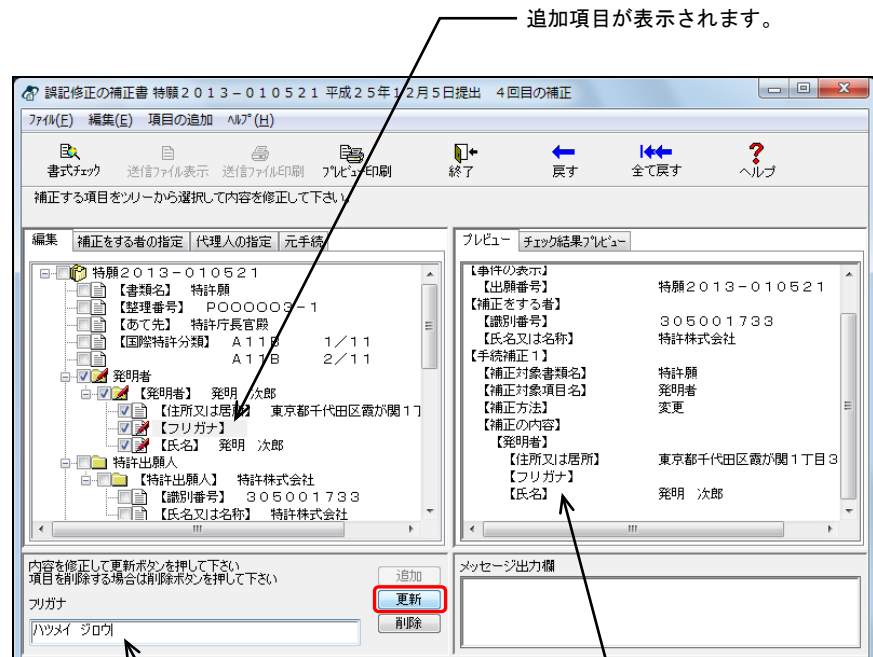 追加項目が表示されます。
誤記修正の補正書 特願2013-010521 平成25年12月5日提出 4回目の補正
ファイル(F) 編集(E) 項目の追加 ヘルプ(H)
書式チェック 送信ファイル表示 送信ファイル印刷 プレビュー印刷 終了 戻す 全て戻す ヘルプ
補正する項目をツリーから選択して内容を修正して下さい。
編集 補正をする者の指定 代理人の指定 元手続
特願2013-010521
【書類名】 特許願
【整理番号】 P000003-1
【あて先】 特許庁長官殿
【国際特許分類】 A11B 1/11
A11B 2/11
発明者
【発明者】 発明 次郎
【住所又は居所】 東京都千代田区霞が関1丁
【フリガナ】
【氏名】 発明 次郎
特許出願人
【特許出願人】 特許株式会社
【識別番号】 305001733
【氏名又は名称】 特許株式会社
プレビュー チェック結果プレビュー
【事件の表示】
【出願番号】 特願2013-010521
【補正をする者】
【識別番号】 305001733
【氏名又は名称】 特許株式会社
【手続補正1】
【補正対象書類名】 特許願
【補正対象項目名】 発明者
【補正方法】 変更
【補正の内容】
【発明者】
【住所又は居所】 東京都千代田区霞が関1丁目3
【フリガナ】
【氏名】 発明 次郎
内容を修正して更新ボタンを押して下さい
項目を削除する場合は削除ボタンを押して下さい
追加
フリガナ
更新
ハツメイ ジロウ
削除
メッセージ出力欄